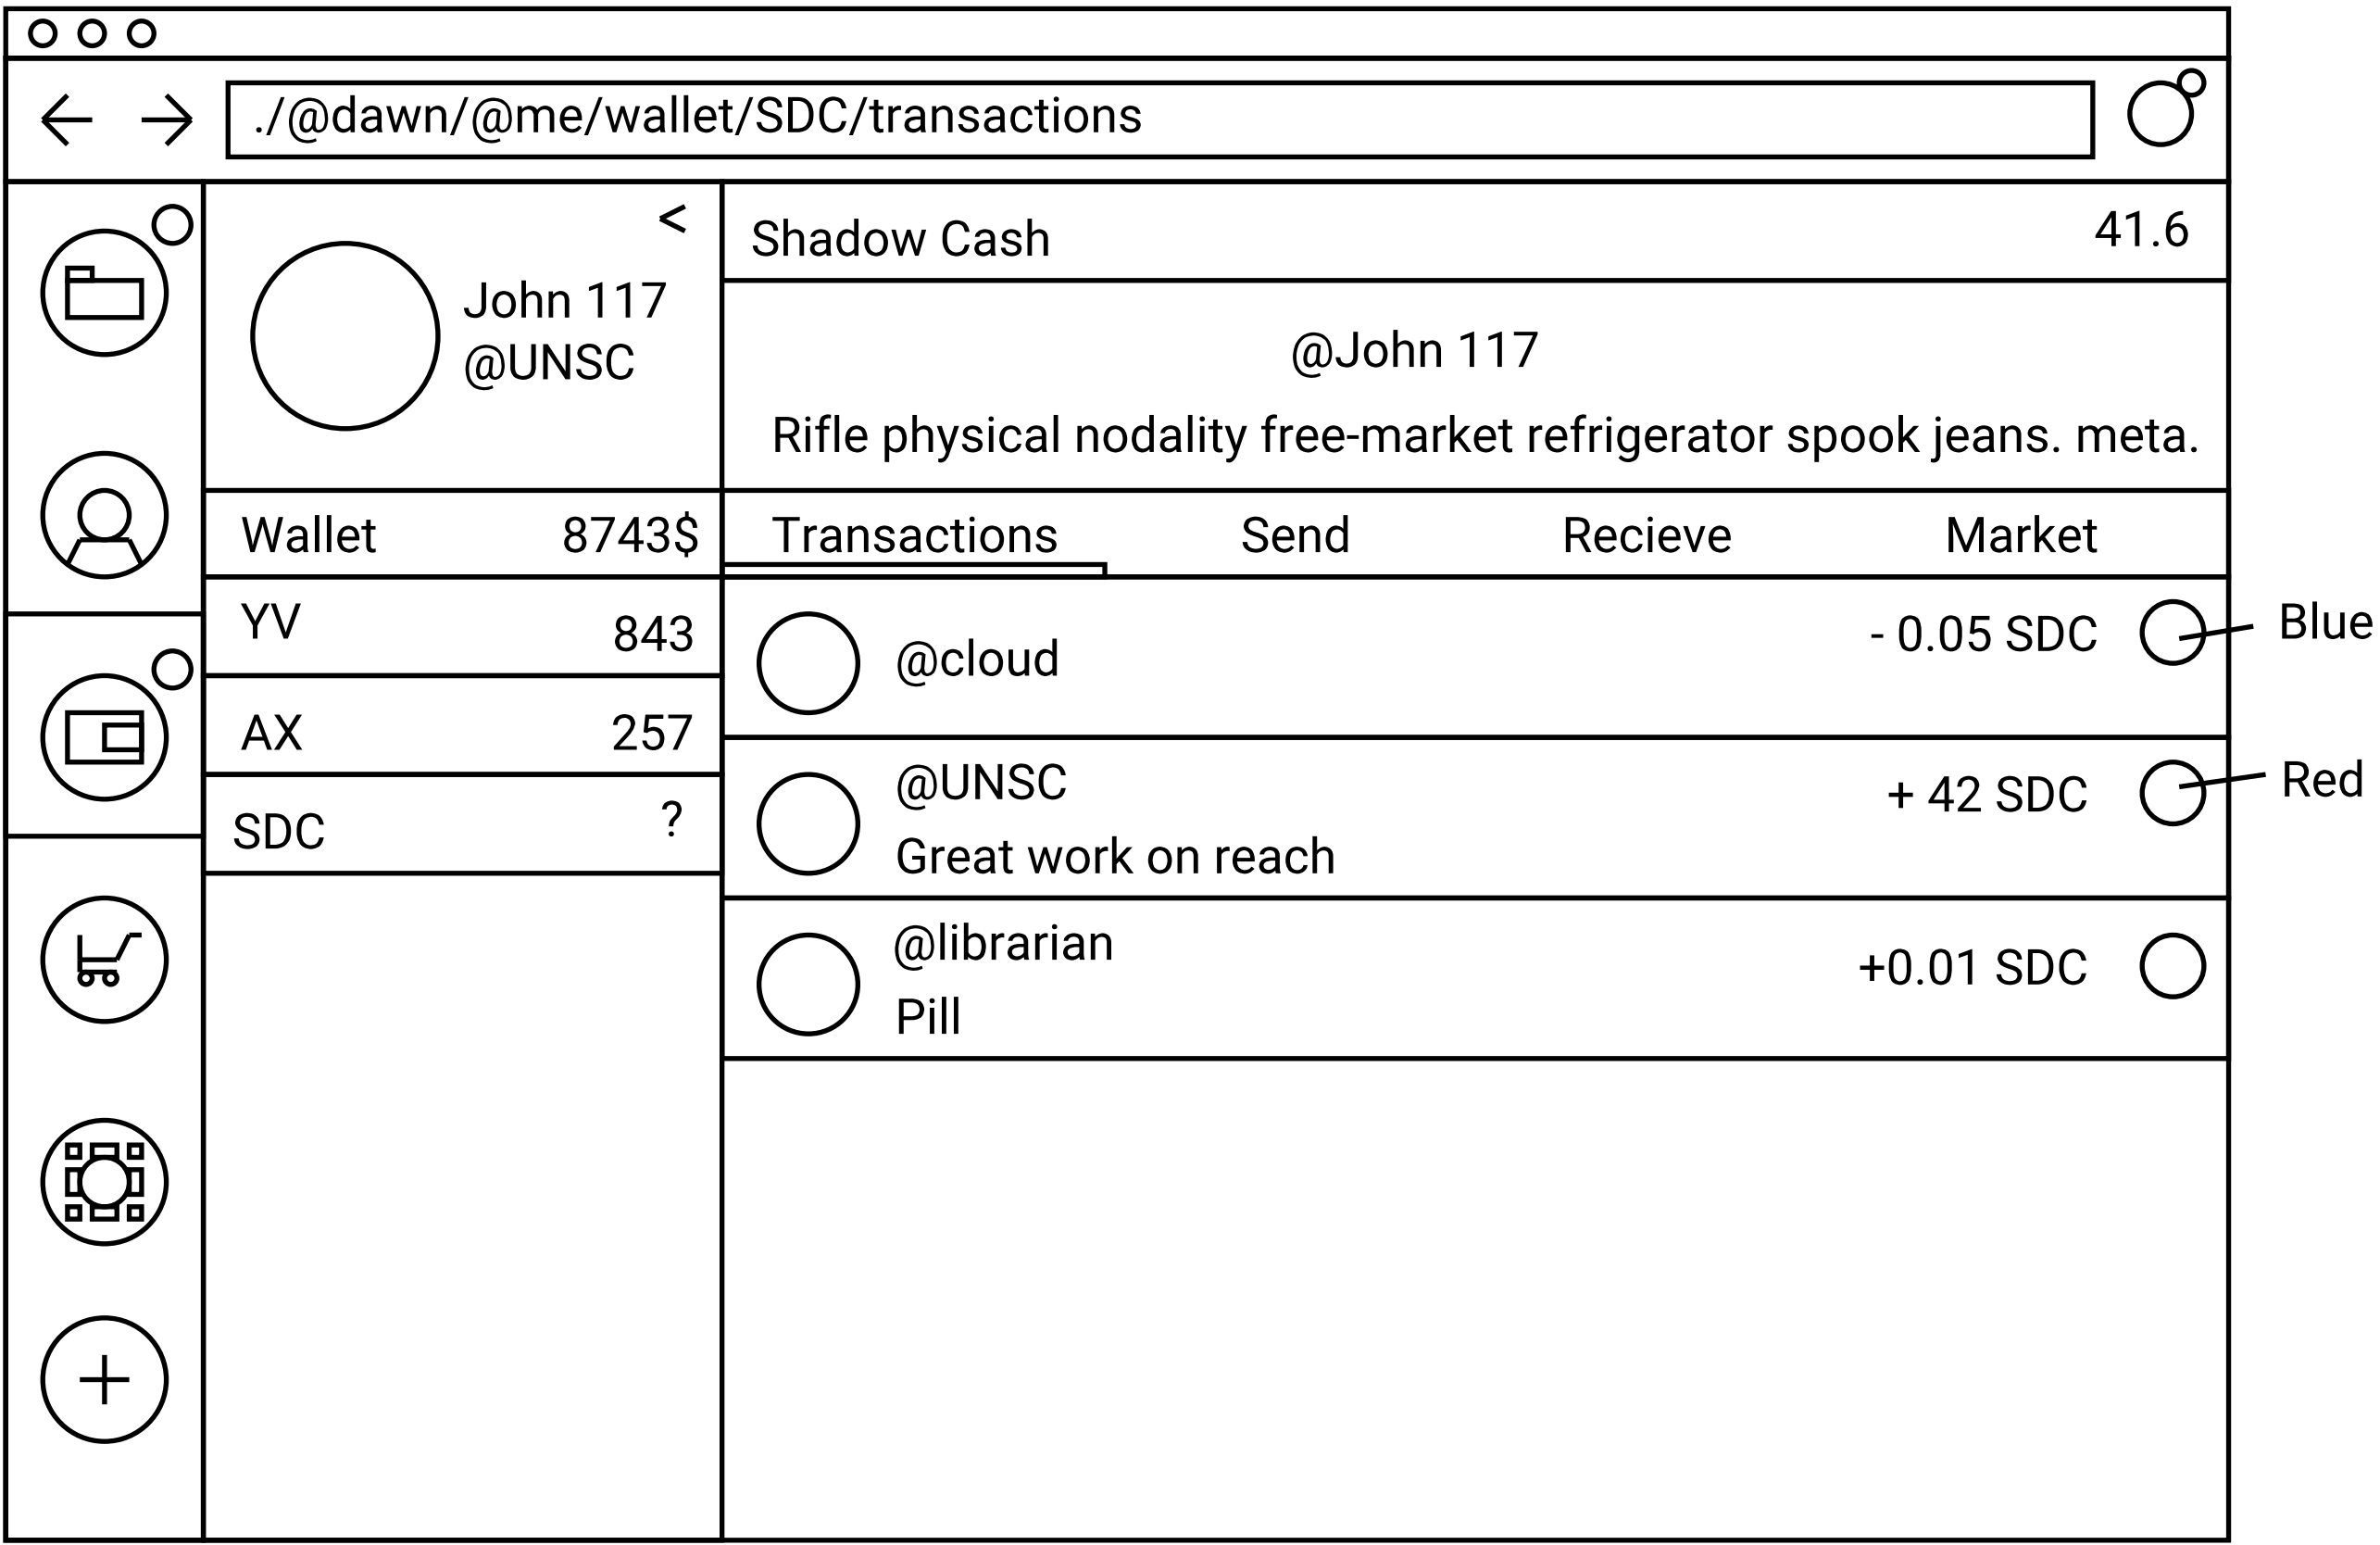 ./@dawn/@me/wallet/SDC/transactions
<
John 117
@UNSC
Wallet 8743$
YV 843
AX 257
SDC ?
Shadow Cash 41.6
@John 117
Rifle physical nodality free-market refrigerator spook jeans. meta.
Transactions Send Recieve Market
@cloud - 0.05 SDC
Blue
@UNSC
Great work on reach
+ 42 SDC
Red
@librarian
Pill
+0.01 SDC